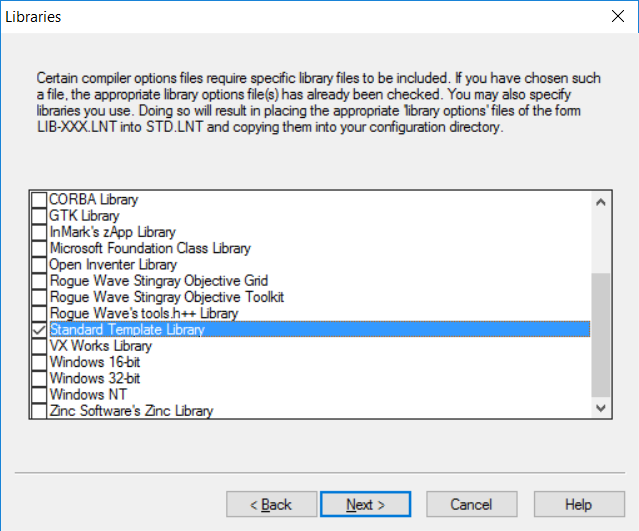 Libraries
Certain compiler options files require specific library files to be included. If you have chosen such
a file, the appropriate library options file(s) has already been checked. You may also specify
libraries you use. Doing so will result in placing the appropriate 'library options' files of the form
LIB-XXX.LNT into STD.LNT and copying them into your configuration directory.
CORBA Library
GTK Library
InMark's zApp Library
Microsoft Foundation Class Library
Open Inventer Library
Rogue Wave Stingray Objective Grid
Rogue Wave Stingray Objective Toolkit
Rogue Wave's tools.h++ Library
Standard Template Library
VX Works Library
Windows 16-bit
Windows 32-bit
Windows NT
Zinc Software's Zinc Library
< Back
Next >
Cancel
Help